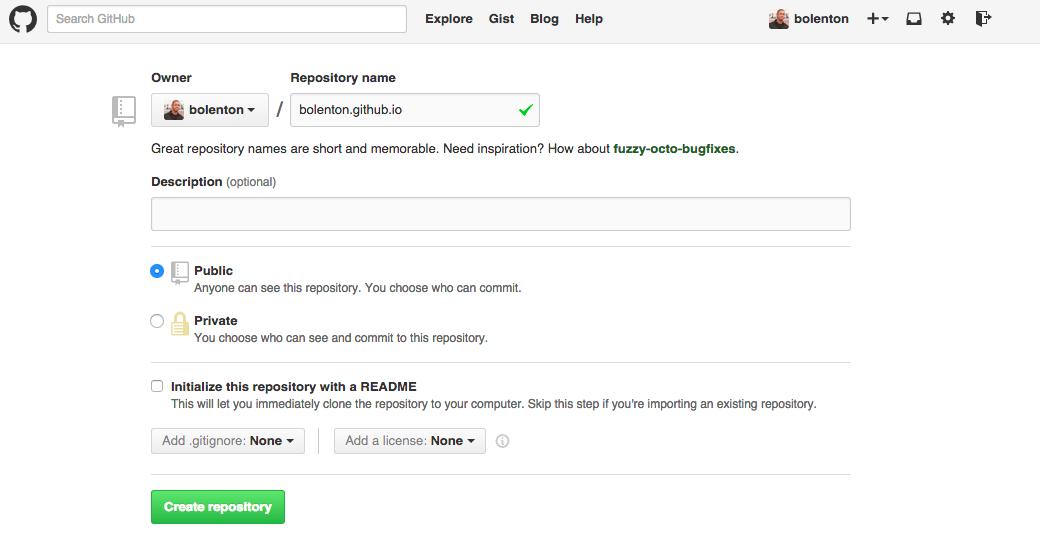 Search GitHub Explore Gist Blog Help bolenton
Owner Repository name
bolenton / bolenton.github.io
Great repository names are short and memorable. Need inspiration? How about fuzzy-octo-bugfixes.
Description (optional)
Public
Anyone can see this repository. You choose who can commit.
Private
You choose who can see and commit to this repository.
Initialize this repository with a README
This will let you immediately clone the repository to your computer. Skip this step if you're importing an existing repository.
Add .gitignore: None Add a license: None
Create repository